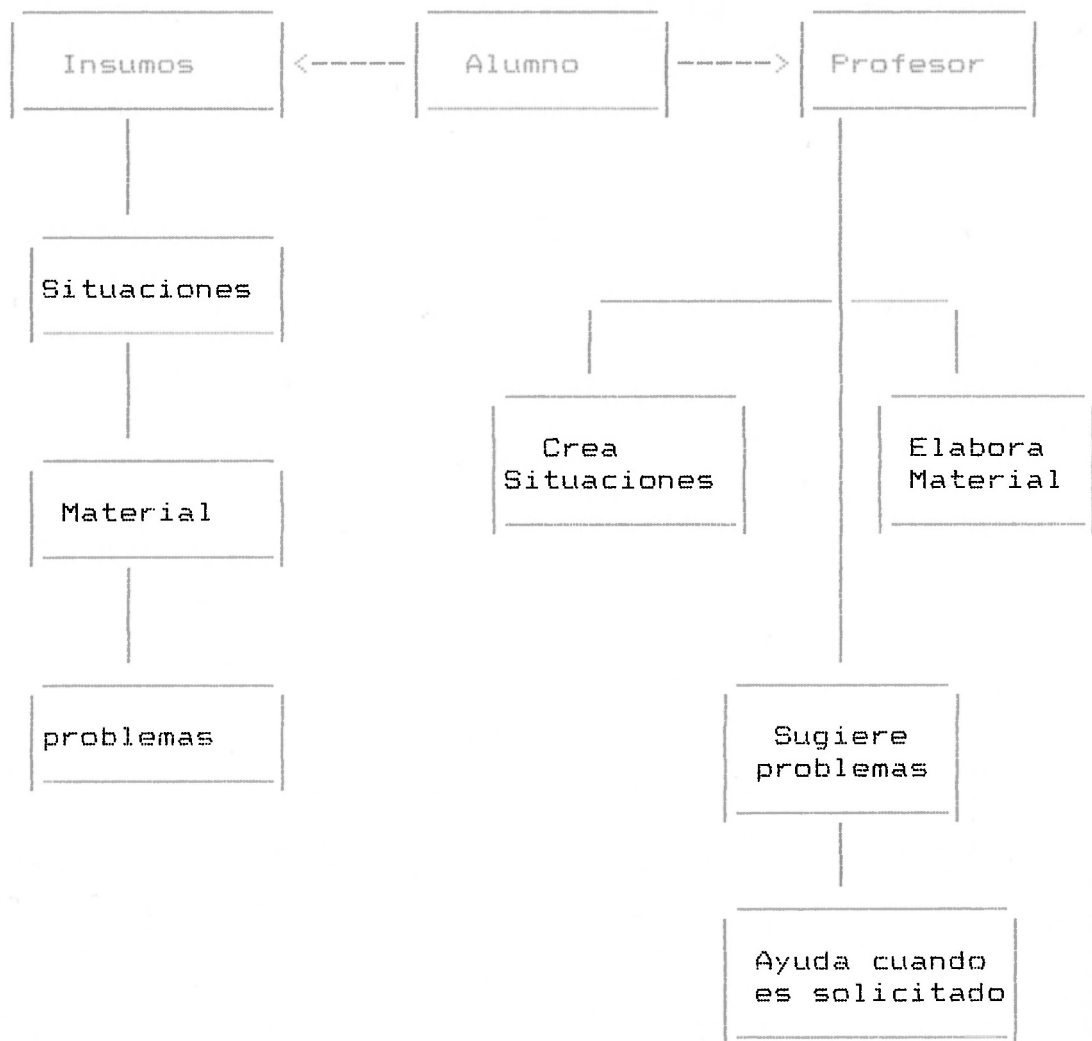 Insumos <-----  Alumno -----> Profesor
Situaciones
Crea
Situaciones
Elabora
Material
Material
problemas
Sugiere
problemas
Ayuda cuando
es solicitado